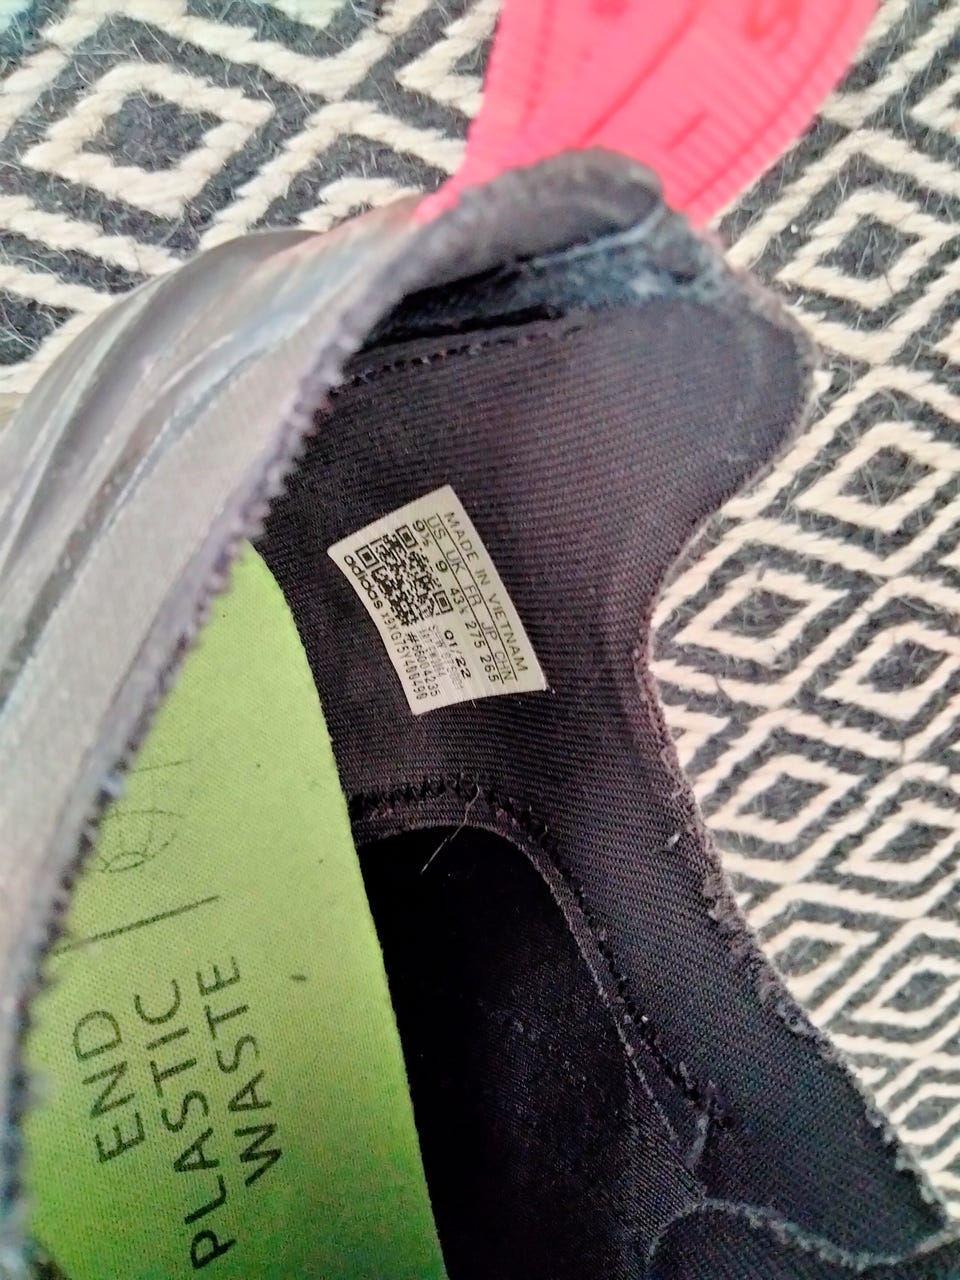 MADE IN VIETNAM
US UK FR JP CHN
9½ 9 43⅓ 275 265
01/22
adidas
END
PLASTIC
WASTE